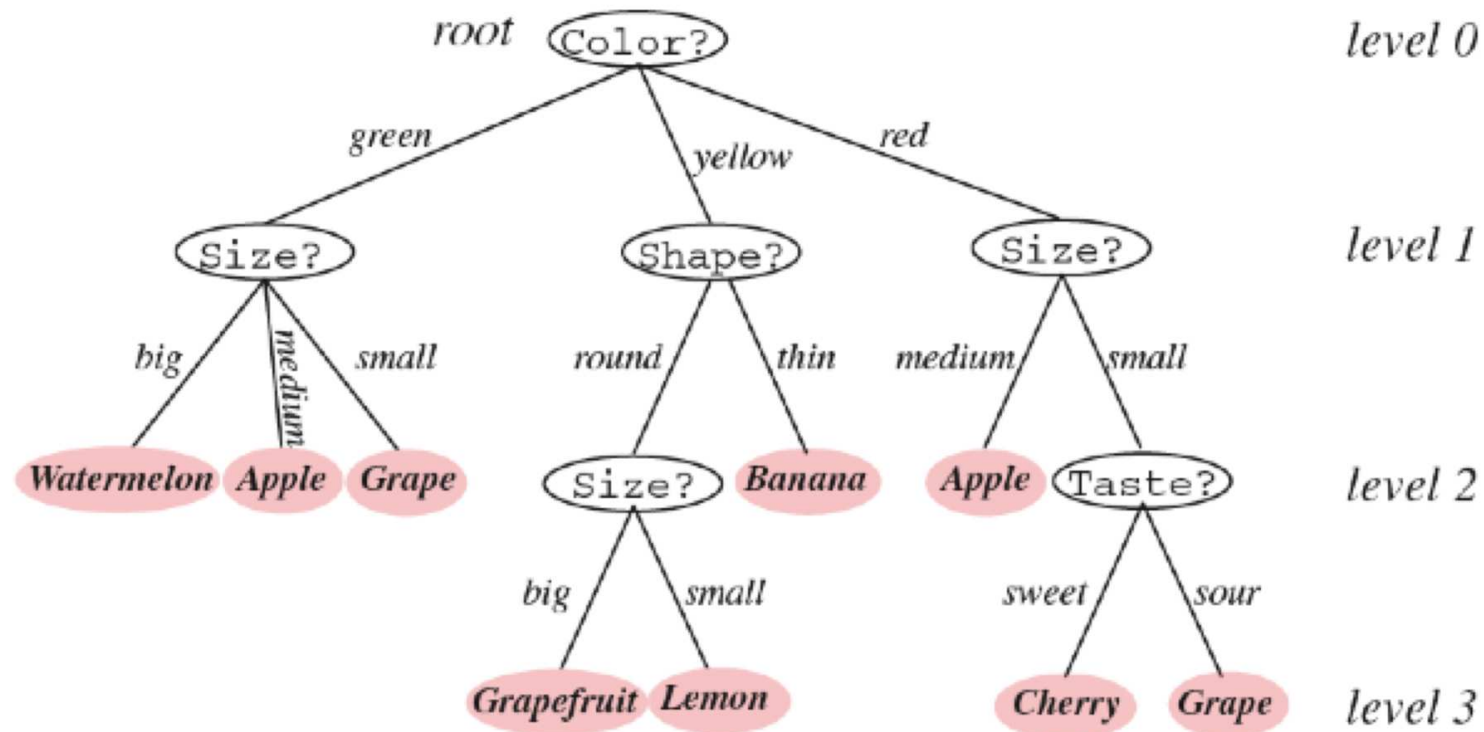 root Color? level 0
green yellow red
Size? Shape? Size? level 1
big medium small round thin medium small
Watermelon Apple Grape Size? Banana Apple Taste? level 2
big small sweet sour
Grapefruit Lemon Cherry Grape level 3